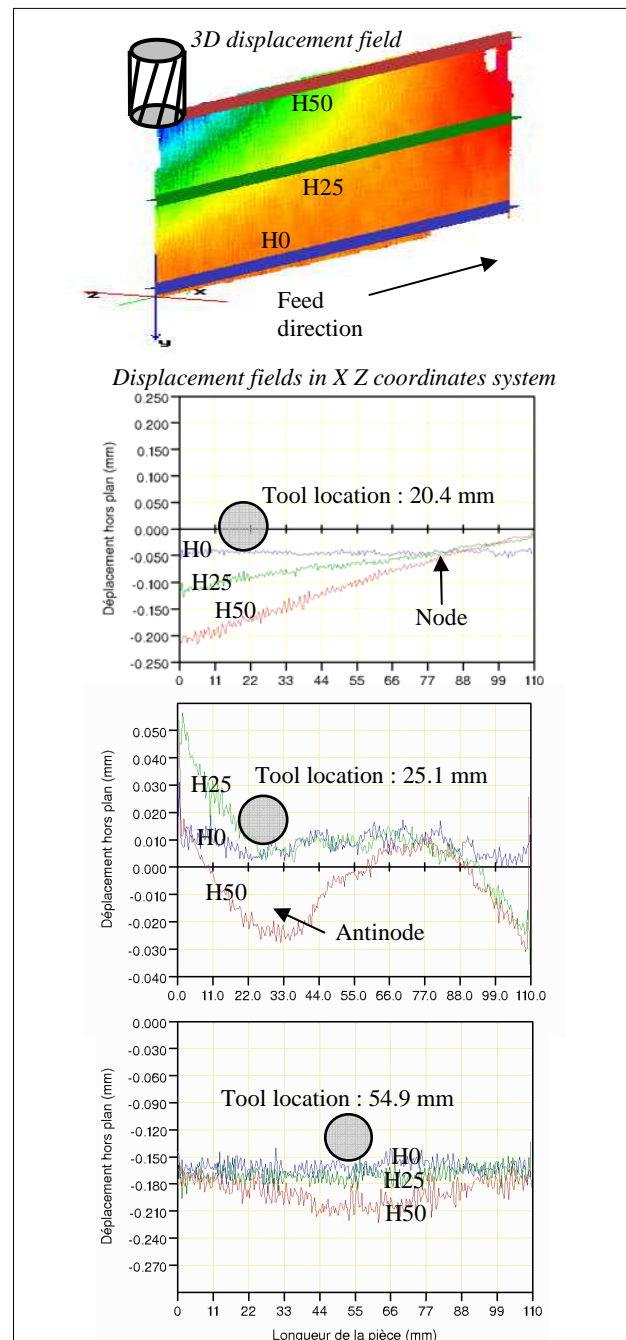 3D displacement field
H50
H25
H0
z
x
y
Feed
direction
Displacement fields in X Z coordinates system
0.250
0.200
0.150
0.100
0.050
0.000
-0.050
-0.100
-0.150
-0.200
-0.250
Déplacement hors plan (mm)
Tool location : 20.4 mm
H0
H25
H50
Node
0 11 22 33 44 55 66 77 88 99 110
0.050
0.040
0.030
0.020
0.010
0.000
-0.010
-0.020
-0.030
-0.040
Déplacement hors plan (mm)
H25
Tool location : 25.1 mm
H0
H50
Antinode
0.0 11.0 22.0 33.0 44.0 55.0 66.0 77.0 88.0 99.0 110.0
0.000
-0.030
-0.060
-0.090
-0.120
-0.150
-0.180
-0.210
-0.240
-0.270
Déplacement hors plan (mm)
Tool location : 54.9 mm
H0
H25
H50
0 11 22 33 44 55 66 77 88 99 110
Longueur de la pièce (mm)